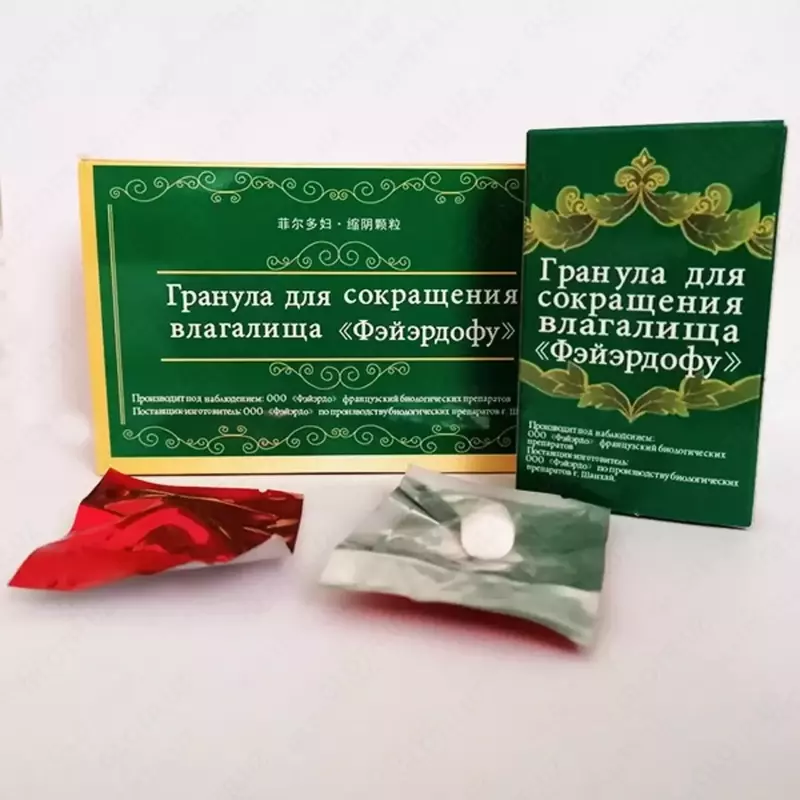 菲尔多妇·缩阴颗粒
Гранула для сокращения
влагалища 《Фэйэрдофу》
Производит под наблюдением: ООО 《Фэйэрдо》 французский биологических препаратов
Поставщик изготовитель: ООО 《Фэйэрдо》 по производству биологических препаратов г.
Гранула для
сокращения
влагалища
《Фэйэрдофу》
Производит под наблюдением:
ООО 《Фэйэрдо》 французский биологических
препаратов
Поставщик изготовитель:
ООО 《Фэйэрдо》 по производству биологических
препаратов г. Шанхай.